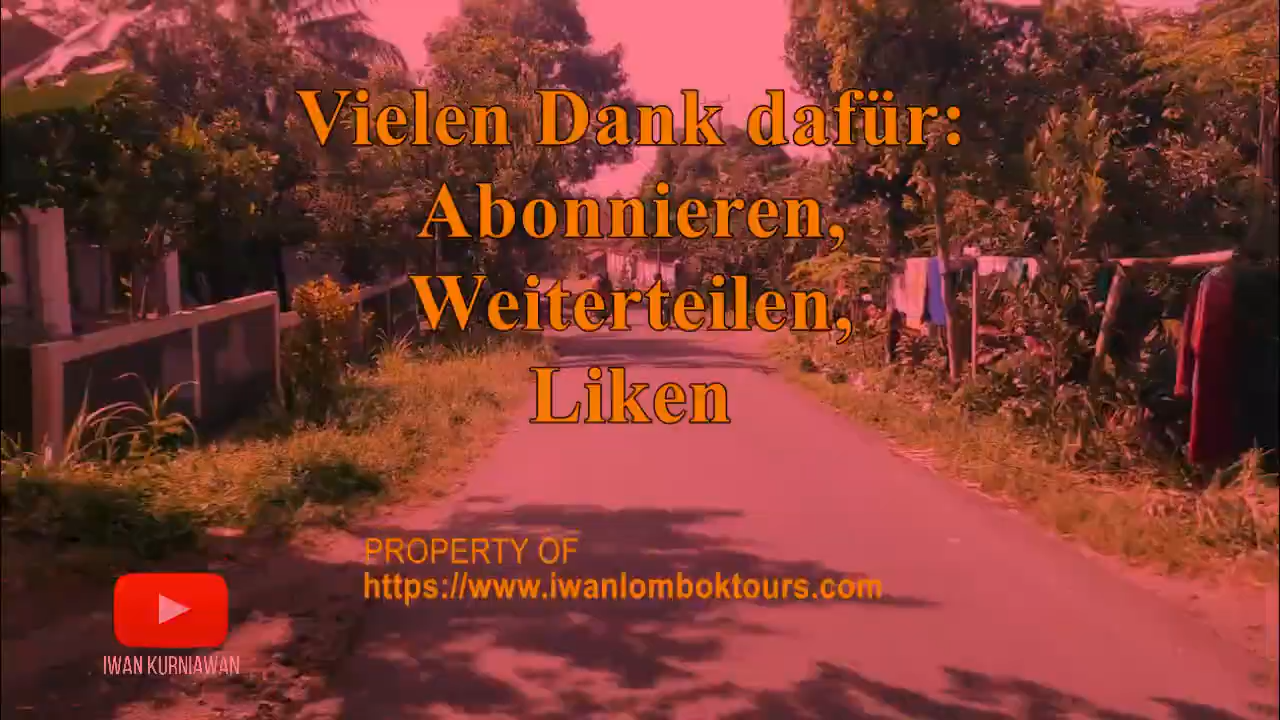 Vielen Dank dafür:
Abonnieren,
Weiterteilen,
Liken
PROPERTY OF
https://www.iwanlomboktours.com
IWAN KURNIAWAN